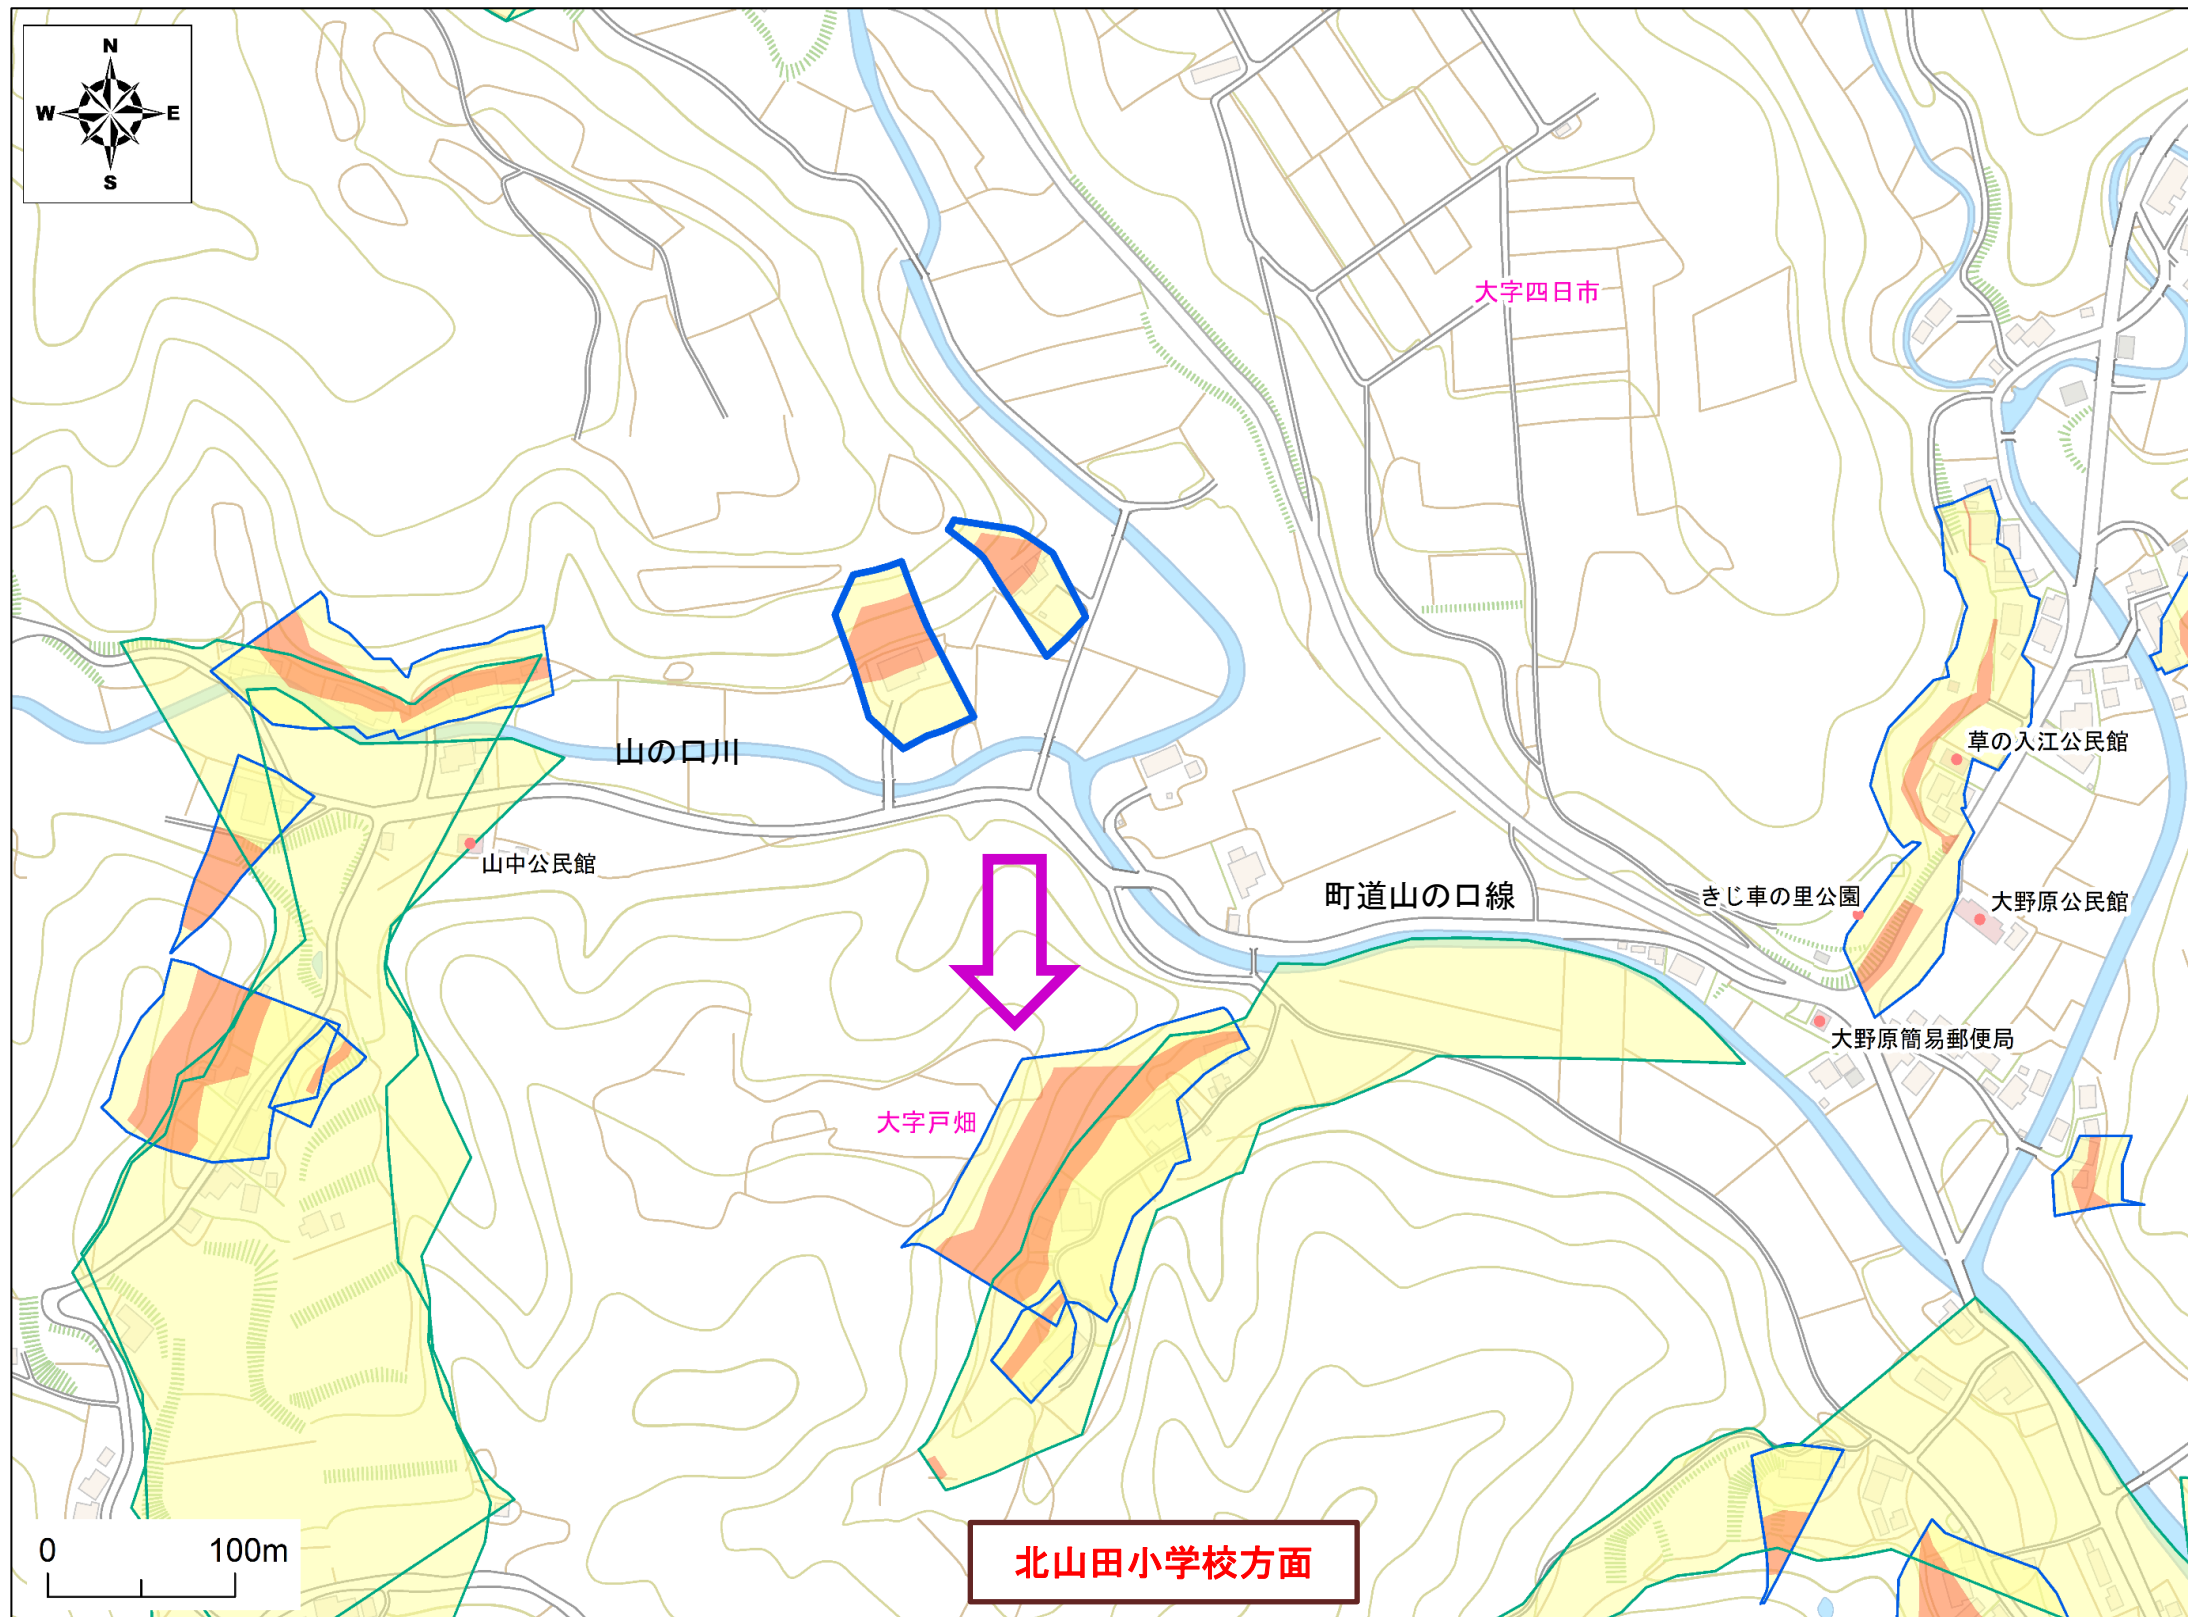 N
W
E
S
大字四日市
山の口川
草の入江公民館
山中公民館
町道山の口線
きじ車の里公園
大野原公民館
大野原簡易郵便局
大字戸畑
0 100m
北山田小学校方面